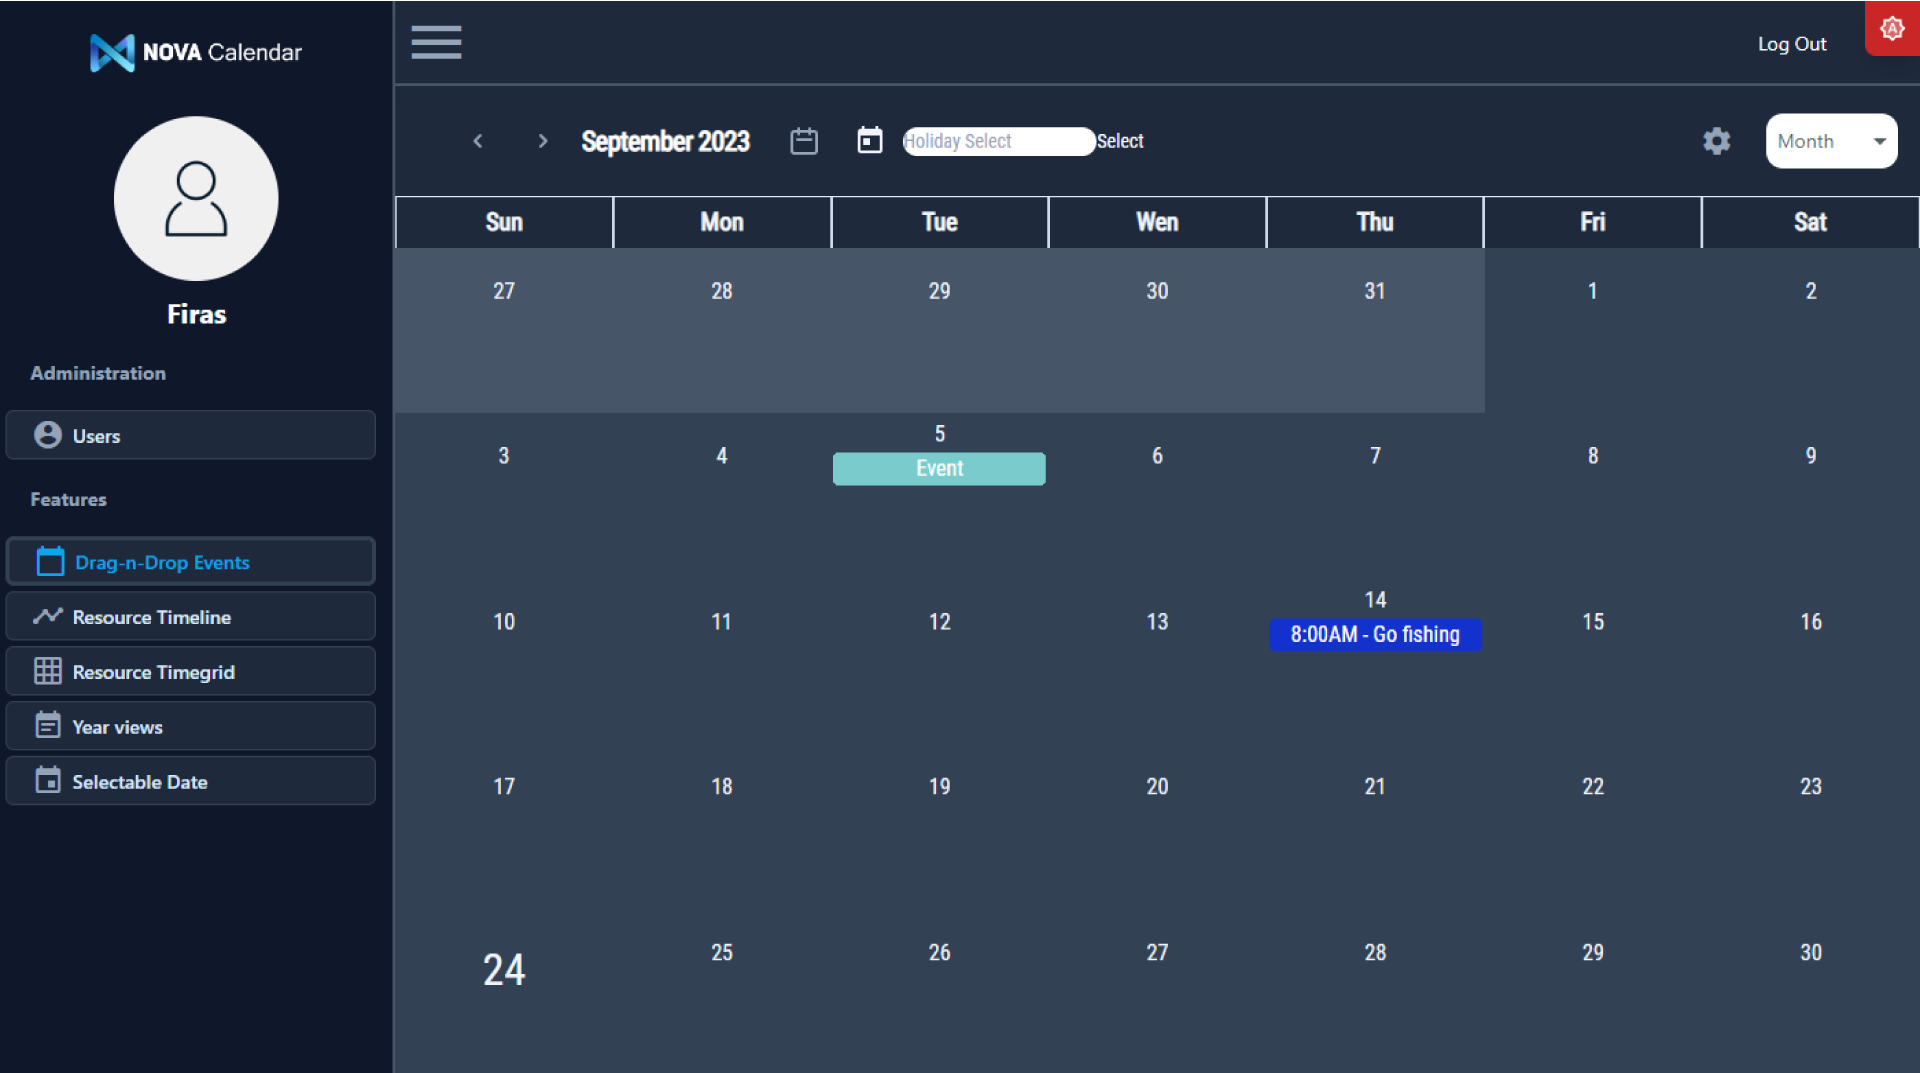 NOVA Calendar
Firas
Administration
Users
Features
Drag-n-Drop Events
Resource Timeline
Resource Timegrid
Year views
Selectable Date
Log Out
A
September 2023
Holiday Select
Select
Month
Sun Mon Tue Wen Thu Fri Sat
27 28 29 30 31 1 2
3 4 5 6 7 8 9
Event
10 11 12 13 14 15 16
8:00AM - Go fishing
17 18 19 20 21 22 23
24 25 26 27 28 29 30